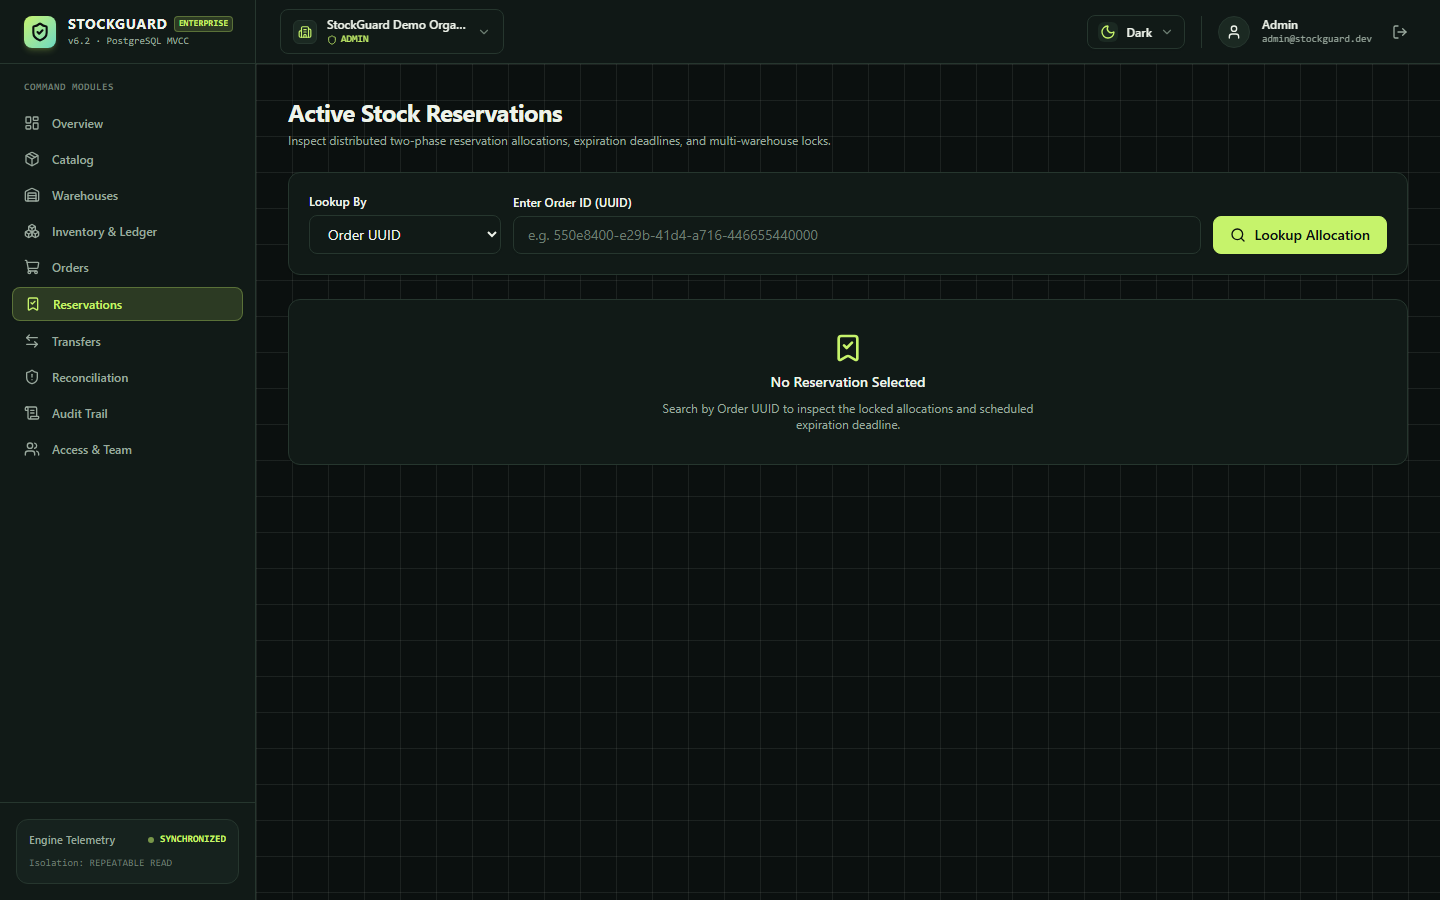 STOCKGUARD ENTERPRISE
v6.2 · PostgreSQL MVCC
StockGuard Demo Orga...
ADMIN
Dark
Admin
admin@stockguard.dev
COMMAND MODULES
Overview
Catalog
Warehouses
Inventory & Ledger
Orders
Reservations
Transfers
Reconciliation
Audit Trail
Access & Team
Engine Telemetry
SYNCHRONIZED
Isolation: REPEATABLE READ
Active Stock Reservations
Inspect distributed two-phase reservation allocations, expiration deadlines, and multi-warehouse locks.
Lookup By
Order UUID
Enter Order ID (UUID)
e.g. 550e8400-e29b-41d4-a716-446655440000
Lookup Allocation
No Reservation Selected
Search by Order UUID to inspect the locked allocations and scheduled
expiration deadline.